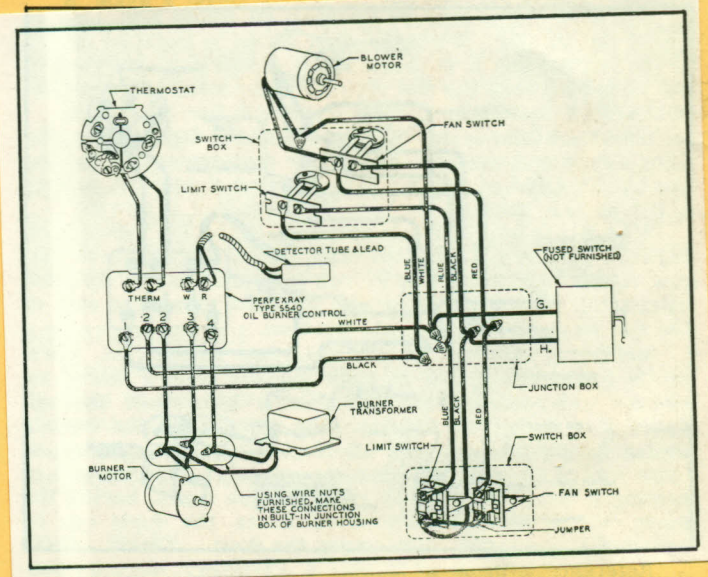 BLOWER
MOTOR
THERMOSTAT
FAN SWITCH
SWITCH
BOX
LIMIT SWITCH
DETECTOR TUBE & LEAD
FUSED SWITCH
(NOT FURNISHED)
BLUE
WHITE
BLUE
BLACK
RED
THERM
W
R
PERFEXRAY
TYPE 5540
OIL BURNER CONTROL
G.
H.
1
2
2
3
4
WHITE
BLACK
JUNCTION BOX
BURNER
TRANSFORMER
BLUE
BLACK
RED
LIMIT SWITCH
SWITCH BOX
BURNER
MOTOR
USING WIRE NUTS
FURNISHED, MAKE
THESE CONNECTIONS
IN BUILT-IN JUNCTION
BOX OF BURNER HOUSING
FAN SWITCH
JUMPER